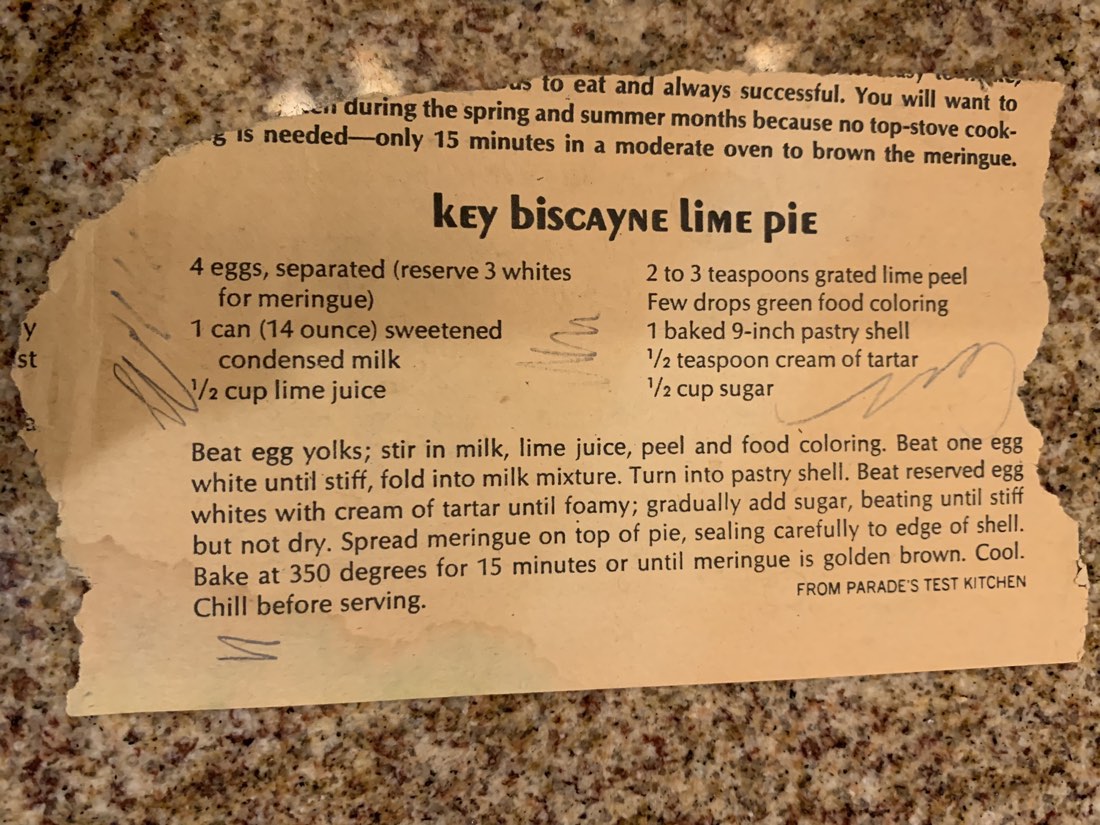 to eat and always successful. You will want to
during the spring and summer months because no top-stove cook-
is needed—only 15 minutes in a moderate oven to brown the meringue.
key biscayne lime pie
4 eggs, separated (reserve 3 whites
for meringue)
1 can (14 ounce) sweetened
condensed milk
1/2 cup lime juice
2 to 3 teaspoons grated lime peel
Few drops green food coloring
1 baked 9-inch pastry shell
1/2 teaspoon cream of tartar
1/2 cup sugar
y
st
a
Beat egg yolks; stir in milk, lime juice, peel and food coloring. Beat one egg
white until stiff, fold into milk mixture. Turn into pastry shell. Beat reserved egg
whites with cream of tartar until foamy; gradually add sugar, beating until stiff
but not dry. Spread meringue on top of pie, sealing carefully to edge of shell.
Bake at 350 degrees for 15 minutes or until meringue is golden brown. Cool.
Chill before serving.
FROM PARADE'S TEST KITCHEN